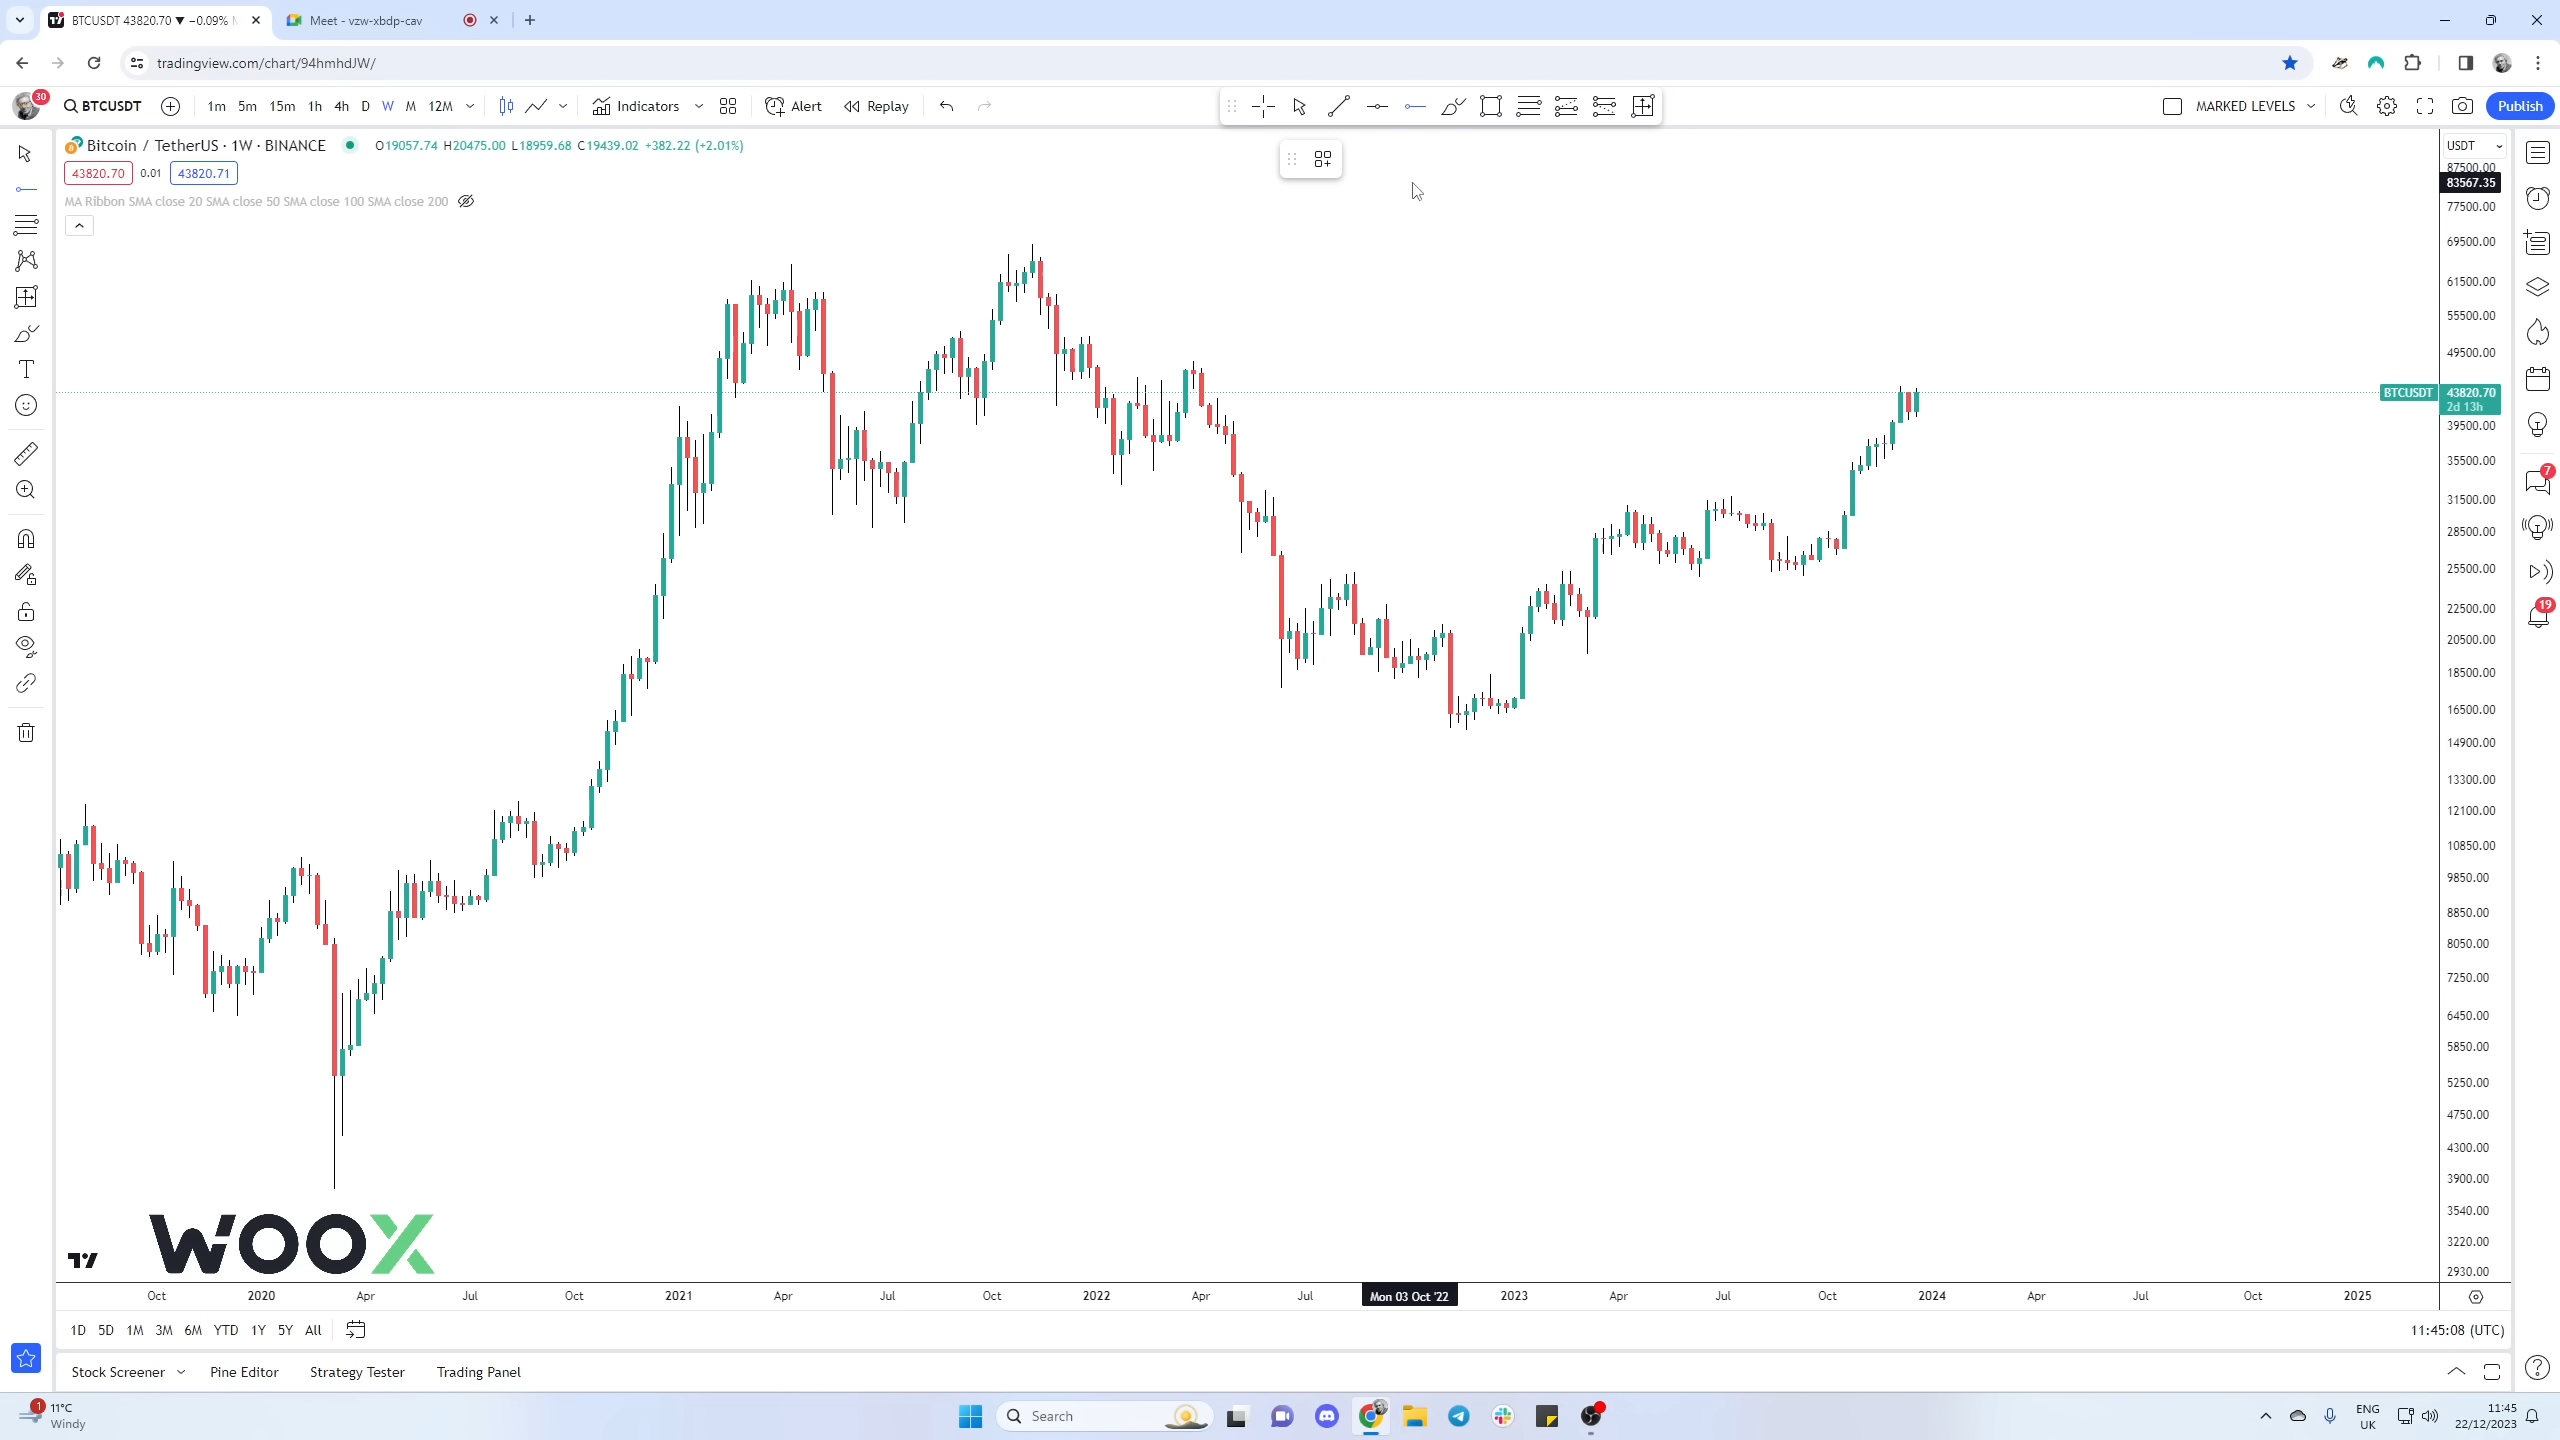 BTCUSDT 43820.70 ▼ −0.09%
Meet - vzw-xbdp-cav
tradingview.com/chart/94hmhdJW/
30
BTCUSDT
1m 5m 15m 1h 4h D W M 12M
Indicators
Alert
Replay
MARKED LEVELS
Publish
Bitcoin / TetherUS · 1W · BINANCE
O19057.74 H20475.00 L18959.68 C19439.02 +382.22 (+2.01%)
USDT
43820.70 0.01 43820.71
MA Ribbon SMA close 20 SMA close 50 SMA close 100 SMA close 200
87500.00
83567.35
77500.00
69500.00
61500.00
55500.00
49500.00
BTCUSDT 43820.70
2d 13h
39500.00
35500.00
31500.00
28500.00
25500.00
22500.00
20500.00
18500.00
16500.00
14900.00
13300.00
12100.00
10850.00
9850.00
8850.00
8050.00
7250.00
6450.00
5850.00
5250.00
4750.00
4300.00
3900.00
3540.00
3220.00
2930.00
7
19
WOOX
Oct 2020 Apr Jul Oct 2021 Apr Jul Oct 2022 Apr Jul Mon 03 Oct '22 2023 Apr Jul Oct 2024 Apr Jul Oct 2025
1D 5D 1M 3M 6M YTD 1Y 5Y All
11:45:08 (UTC)
Stock Screener Pine Editor Strategy Tester Trading Panel
1
11°C
Windy
Search
ENG
UK
11:45
22/12/2023